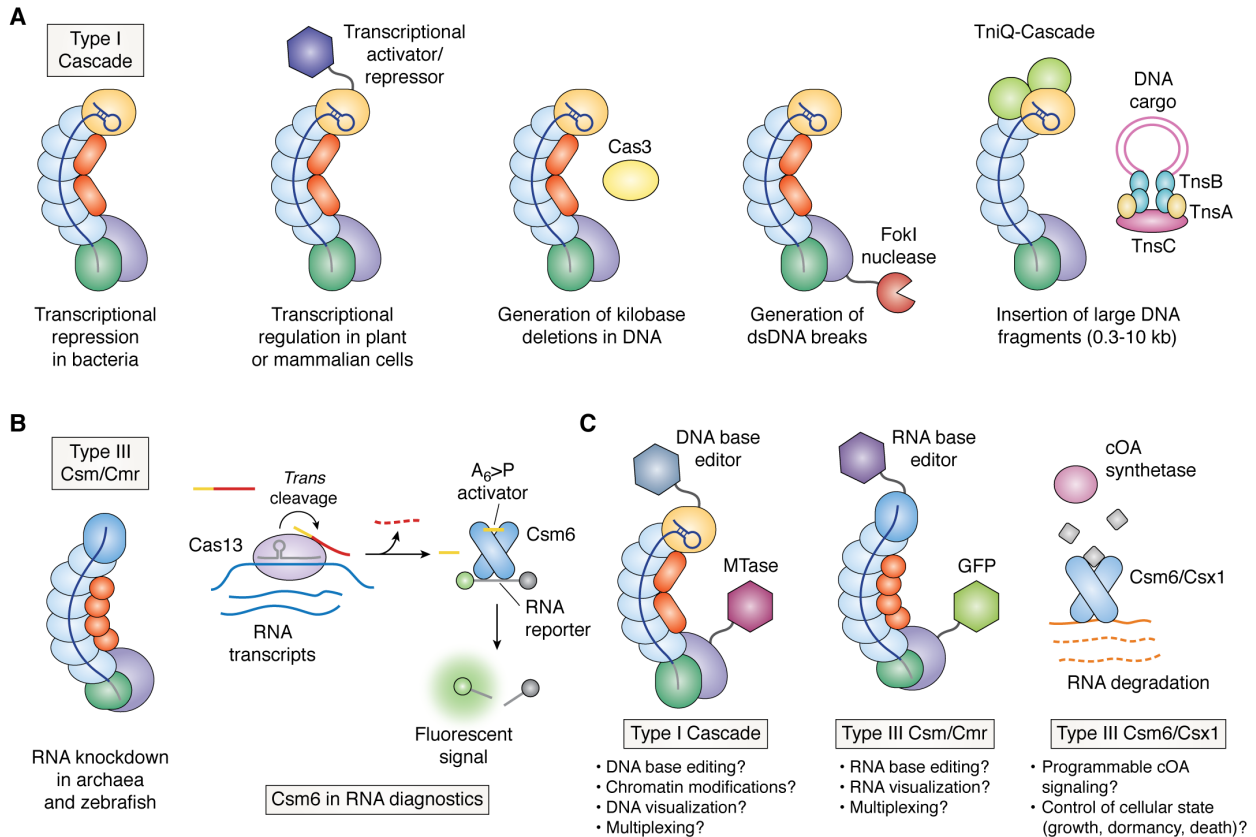 A
Type I
Cascade
Transcriptional
repression
in bacteria
Transcriptional
activator/
repressor
Transcriptional
regulation in plant
or mammalian cells
Cas3
Generation of kilobase
deletions in DNA
FokI
nuclease
Generation of
dsDNA breaks
TniQ-Cascade
DNA
cargo
TnsB
TnsA
TnsC
Insertion of large DNA
fragments (0.3-10 kb)
B
Type III
Csm/Cmr
RNA knockdown
in archaea
and zebrafish
Trans
cleavage
Cas13
RNA
transcripts
A₆>P
activator
Csm6
RNA
reporter
Fluorescent
signal
Csm6 in RNA diagnostics
C
DNA base
editor
MTase
Type I Cascade
• DNA base editing?
• Chromatin modifications?
• DNA visualization?
• Multiplexing?
RNA base
editor
GFP
Type III Csm/Cmr
• RNA base editing?
• RNA visualization?
• Multiplexing?
cOA
synthetase
Csm6/Csx1
RNA degradation
Type III Csm6/Csx1
• Programmable cOA
signaling?
• Control of cellular state
(growth, dormancy, death)?